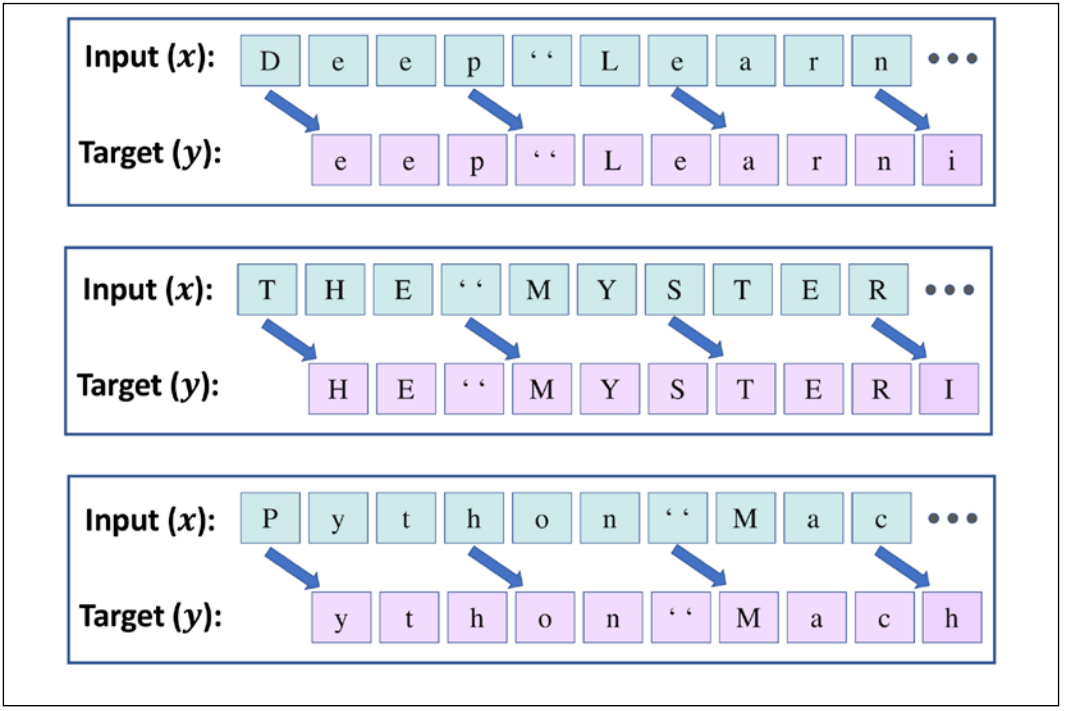 Input (x): D e e p ‘ ‘ L e a r n •••
Target (y): e e p ‘ ‘ L e a r n i
Input (x): T H E ‘ ‘ M Y S T E R •••
Target (y): H E ‘ ‘ M Y S T E R I
Input (x): P y t h o n ‘ ‘ M a c •••
Target (y): y t h o n ‘ ‘ M a c h